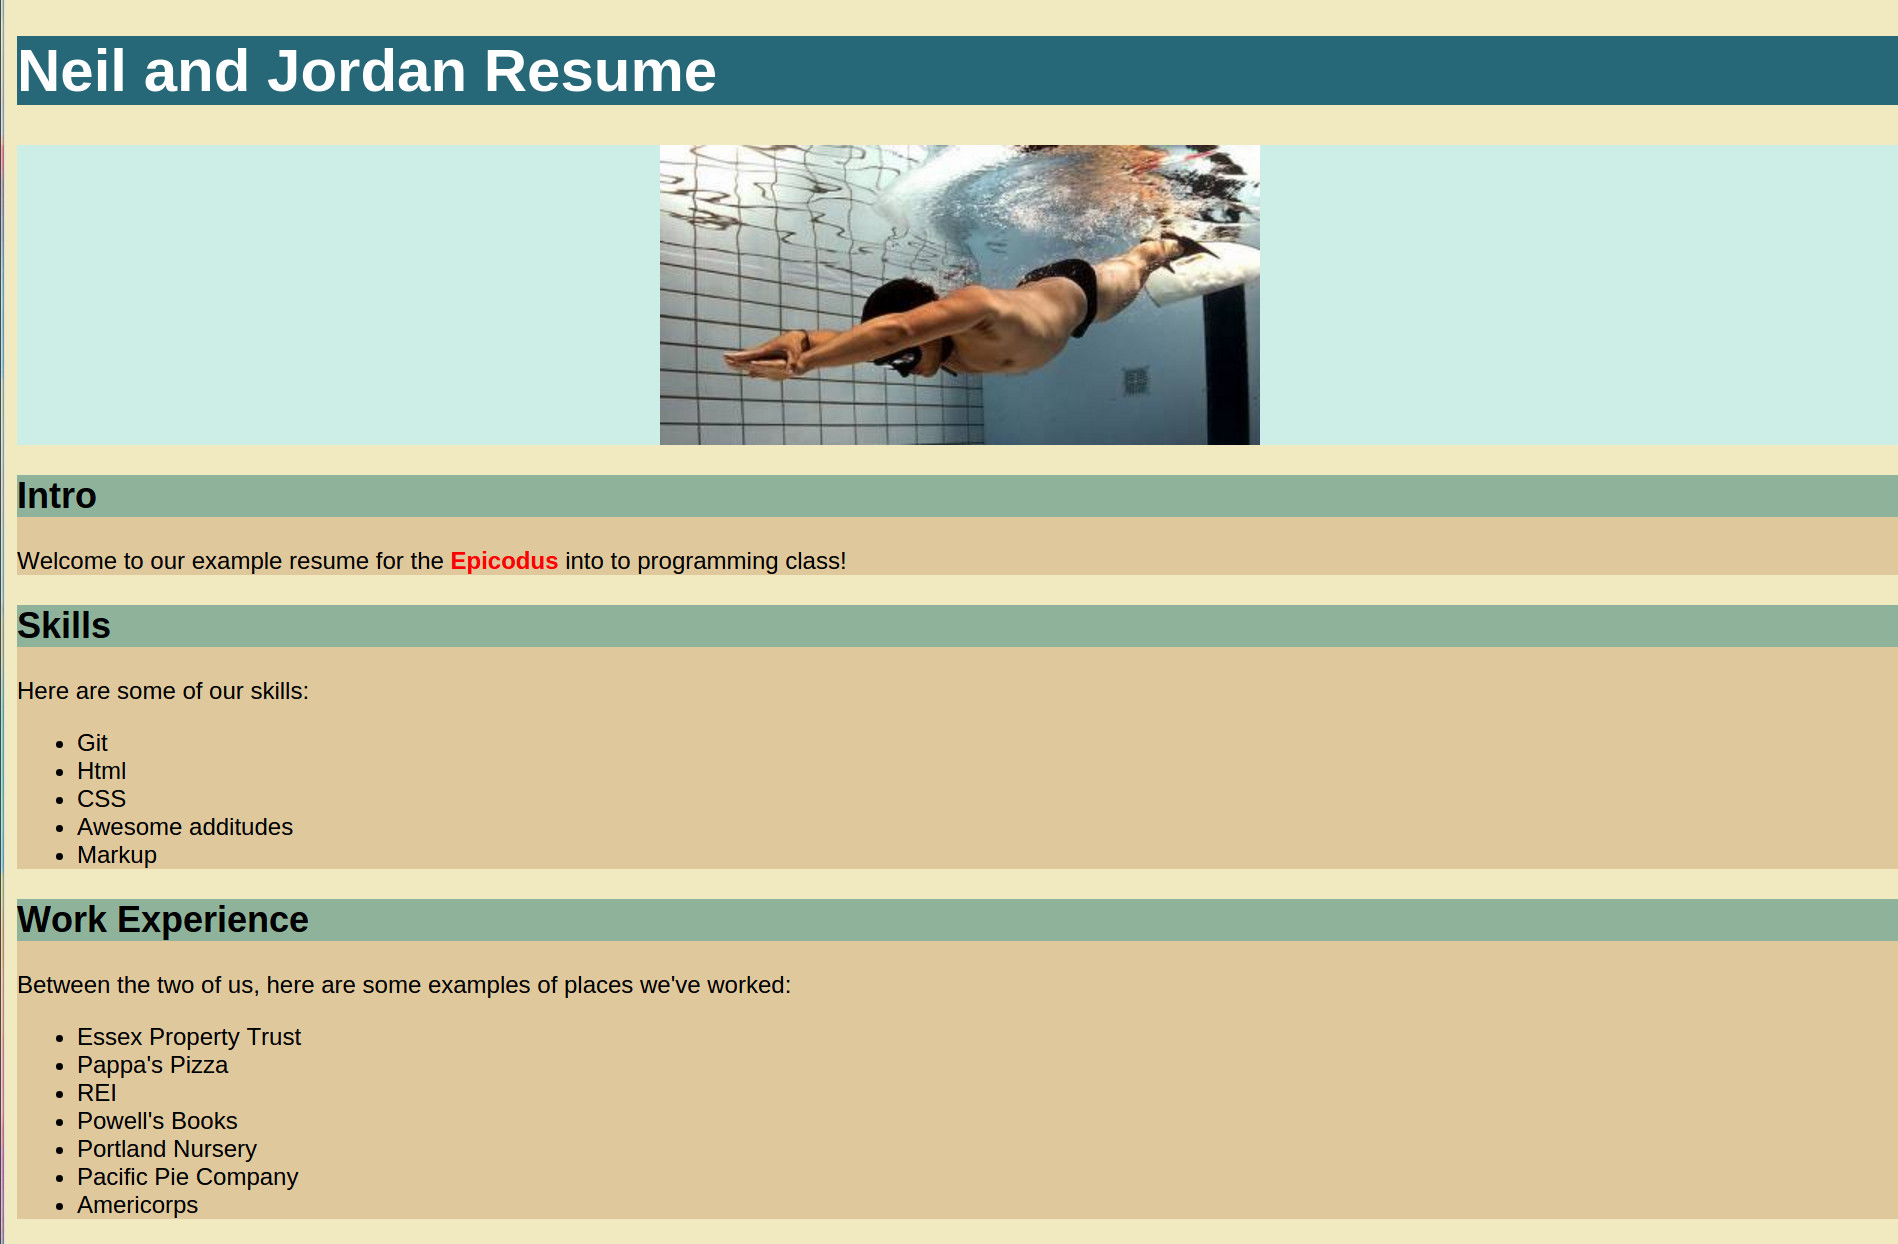 Neil and Jordan Resume
Intro
Welcome to our example resume for the Epicodus into to programming class!
Skills
Here are some of our skills:
Git
Html
CSS
Awesome additudes
Markup
Work Experience
Between the two of us, here are some examples of places we've worked:
Essex Property Trust
Pappa's Pizza
REI
Powell's Books
Portland Nursery
Pacific Pie Company
Americorps